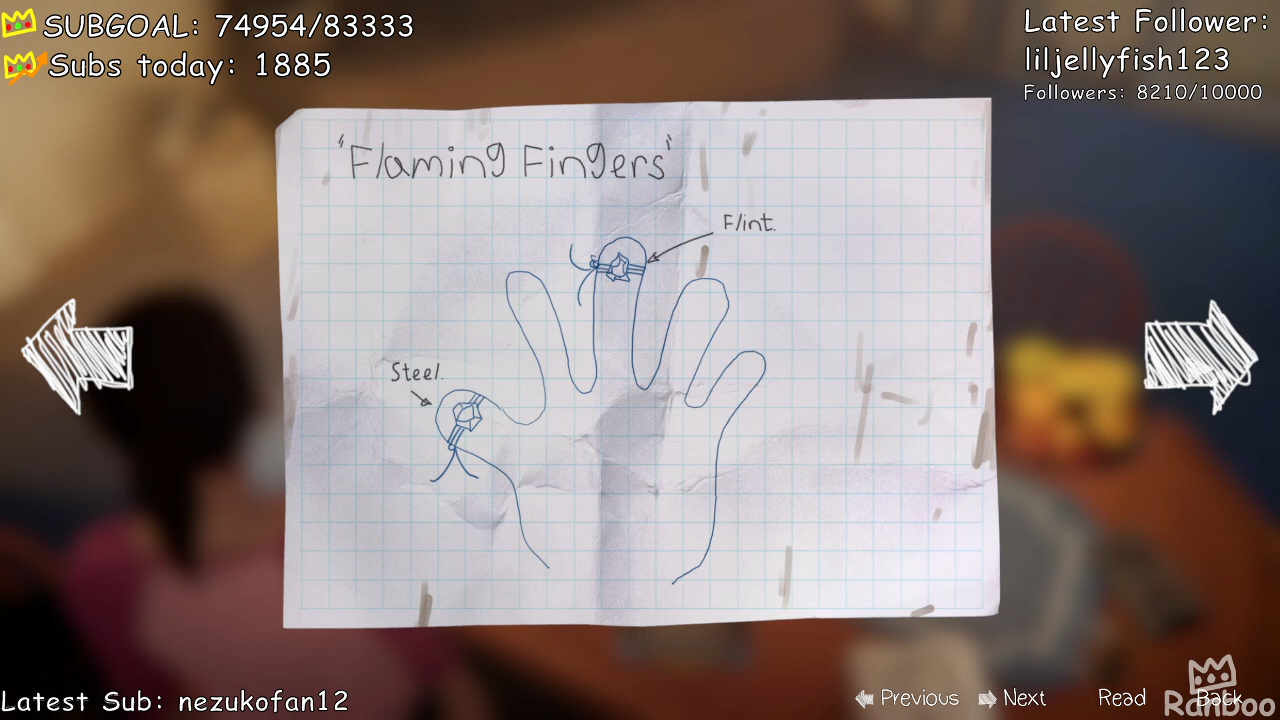 SUBGOAL: 74954/83333
Subs today: 1885
Latest Follower:
liljellyfish123
Followers: 8210/10000
"Flaming Fingers"
Flint.
Steel.
Latest Sub: nezukofan12
Previous Next Read Back
Ranboo